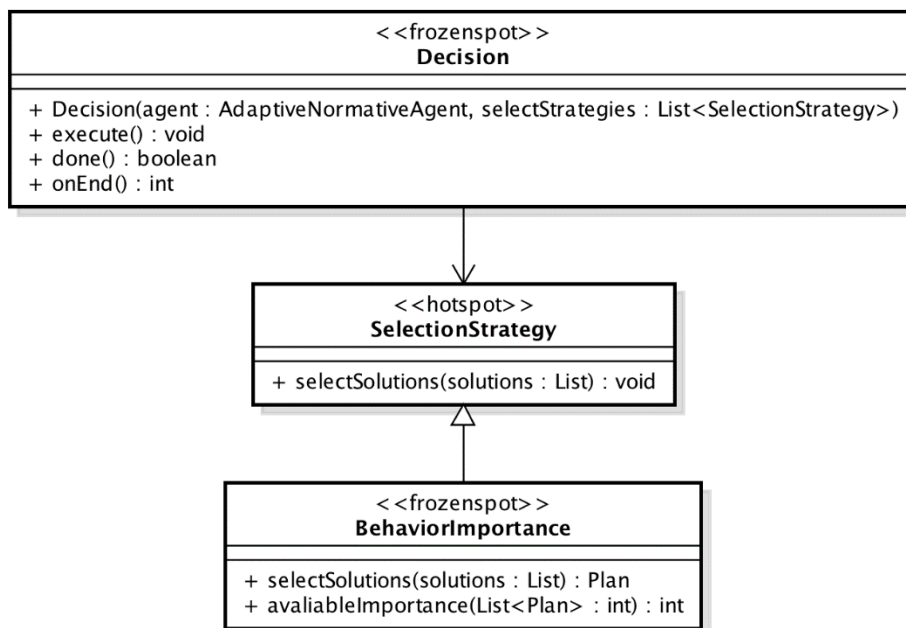 <<frozenspot>>
Decision
+ Decision(agent : AdaptiveNormativeAgent, selectStrategies : List<SelectionStrategy>)
+ execute() : void
+ done() : boolean
+ onEnd() : int
<<hotspot>>
SelectionStrategy
+ selectSolutions(solutions : List) : void
<<frozenspot>>
BehaviorImportance
+ selectSolutions(solutions : List) : Plan
+ avaliableImportance(List<Plan> : int) : int